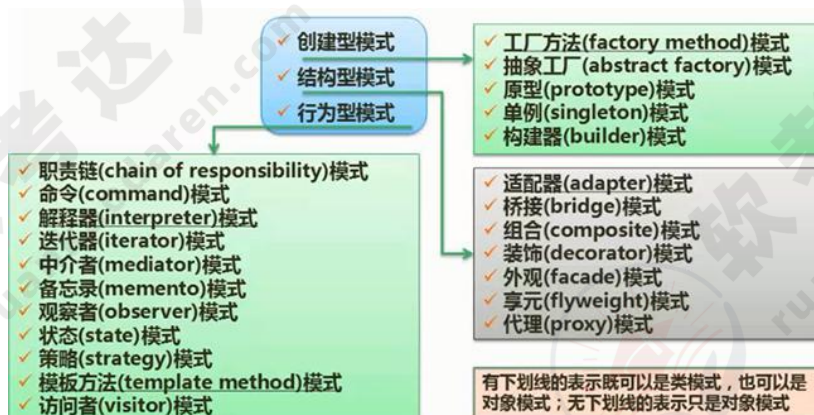 创建型模式
结构型模式
行为型模式
工厂方法(factory method)模式
抽象工厂(abstract factory)模式
原型(prototype)模式
单例(singleton)模式
构建器(builder)模式
职责链(chain of responsibility)模式
命令(command)模式
解释器(interpreter)模式
迭代器(iterator)模式
中介者(mediator)模式
备忘录(memento)模式
观察者(observer)模式
状态(state)模式
策略(strategy)模式
模板方法(template method)模式
访问者(visitor)模式
适配器(adapter)模式
桥接(bridge)模式
组合(composite)模式
装饰(decorator)模式
外观(facade)模式
享元(flyweight)模式
代理(proxy)模式
有下划线的表示既可以是类模式，也可以是
对象模式；无下划线的表示只是对象模式